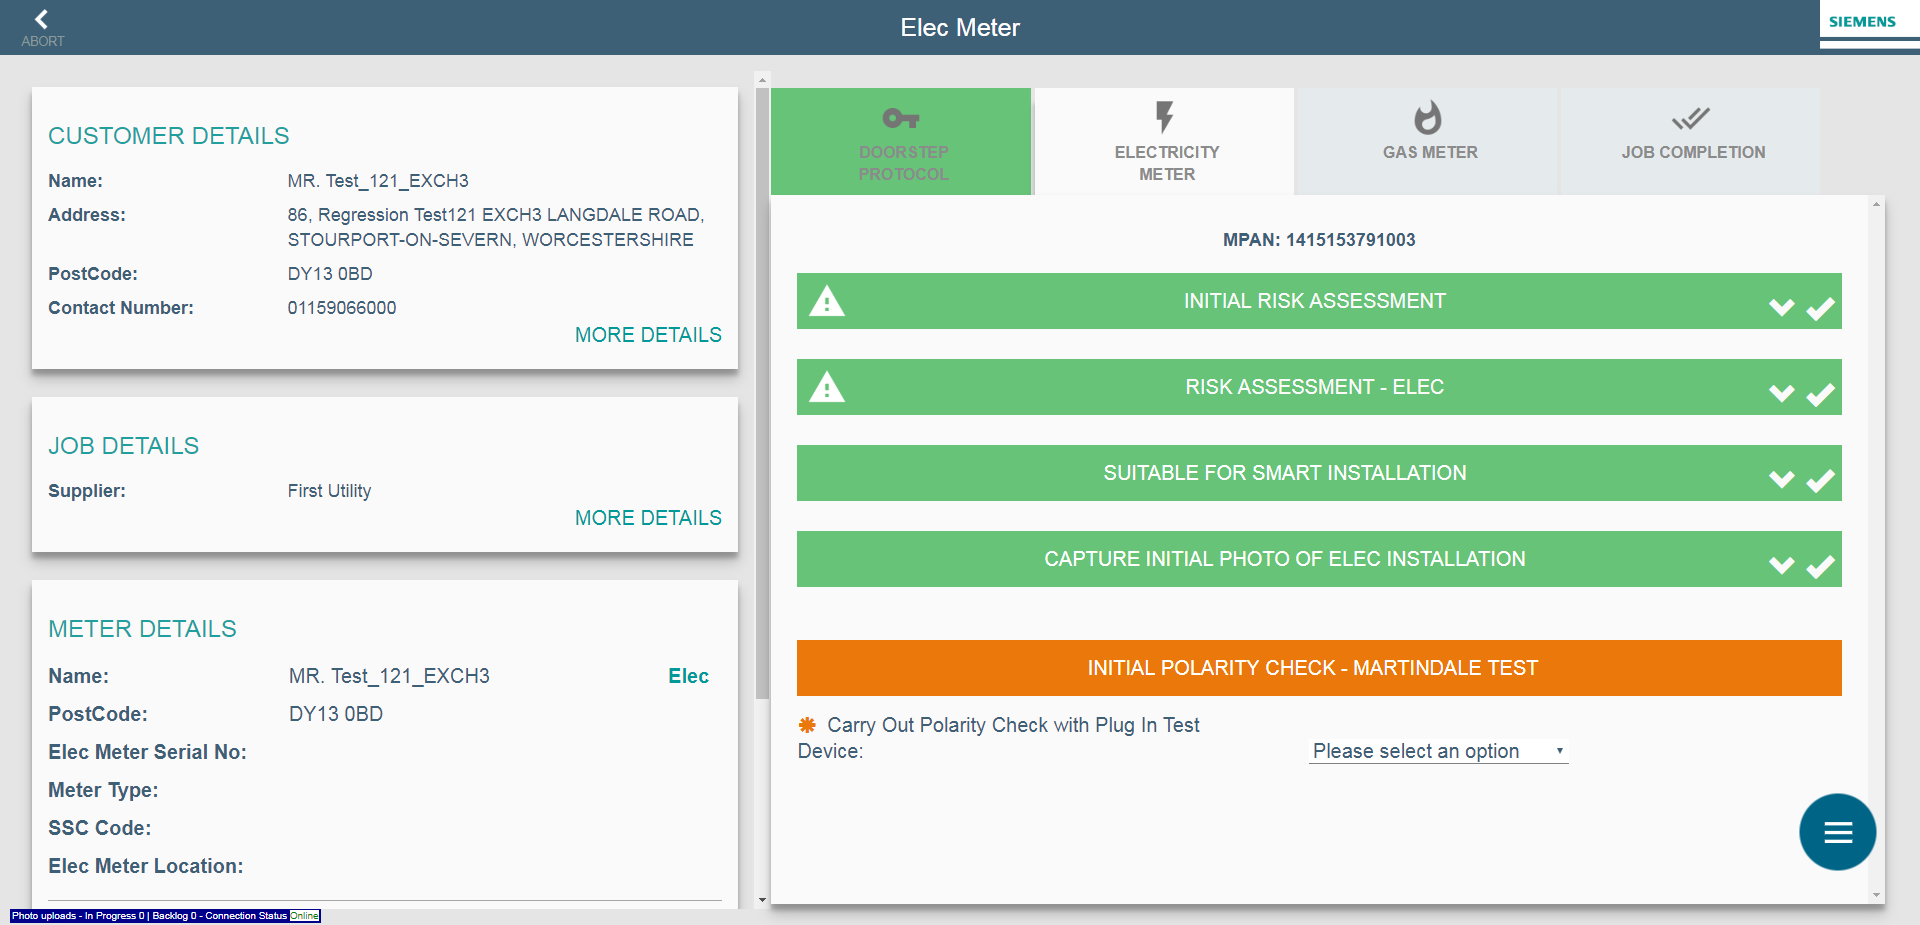 ABORT
Elec Meter
SIEMENS
CUSTOMER DETAILS
Name: MR. Test_121_EXCH3
Address: 86, Regression Test121 EXCH3 LANGDALE ROAD,
STOURPORT-ON-SEVERN, WORCESTERSHIRE
PostCode: DY13 0BD
Contact Number: 01159066000
MORE DETAILS
JOB DETAILS
Supplier: First Utility
MORE DETAILS
METER DETAILS
Name: MR. Test_121_EXCH3 Elec
PostCode: DY13 0BD
Elec Meter Serial No:
Meter Type:
SSC Code:
Elec Meter Location:
DOORSTEP
PROTOCOL
ELECTRICITY
METER
GAS METER
JOB COMPLETION
MPAN: 1415153791003
INITIAL RISK ASSESSMENT
RISK ASSESSMENT - ELEC
SUITABLE FOR SMART INSTALLATION
CAPTURE INITIAL PHOTO OF ELEC INSTALLATION
INITIAL POLARITY CHECK - MARTINDALE TEST
Carry Out Polarity Check with Plug In Test
Device: Please select an option
Photo uploads - In Progress 0 | Backlog 0 - Connection Status Online